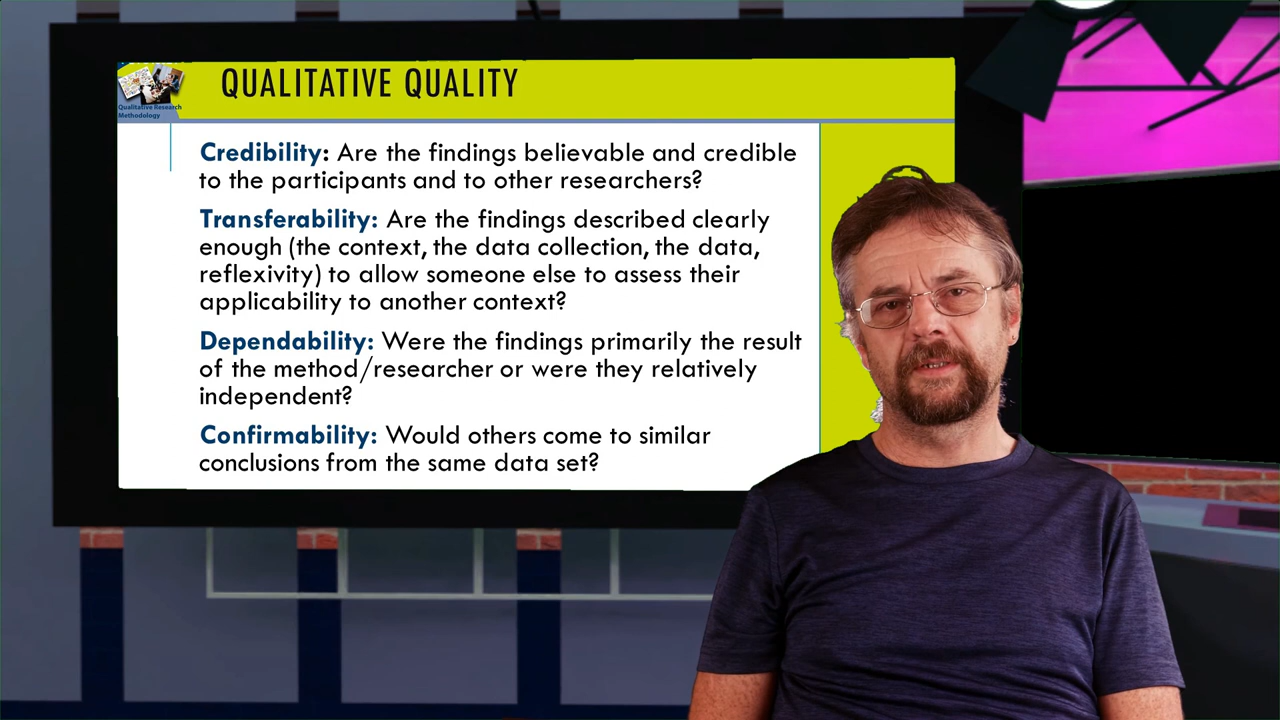 QUALITATIVE QUALITY
Qualitative Research
Methodology
Credibility: Are the findings believable and credible
to the participants and to other researchers?
Transferability: Are the findings described clearly
enough (the context, the data collection, the data,
reflexivity) to allow someone else to assess their
applicability to another context?
Dependability: Were the findings primarily the result
of the method/researcher or were they relatively
independent?
Confirmability: Would others come to similar
conclusions from the same data set?